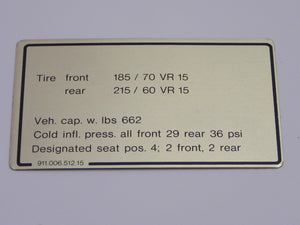 Tire front 185 / 70 VR 15
rear 215 / 60 VR 15
Veh. cap. w. lbs 662
Cold infl. press. all front 29 rear 36 psi
Designated seat pos. 4; 2 front, 2 rear
911.006.512.15